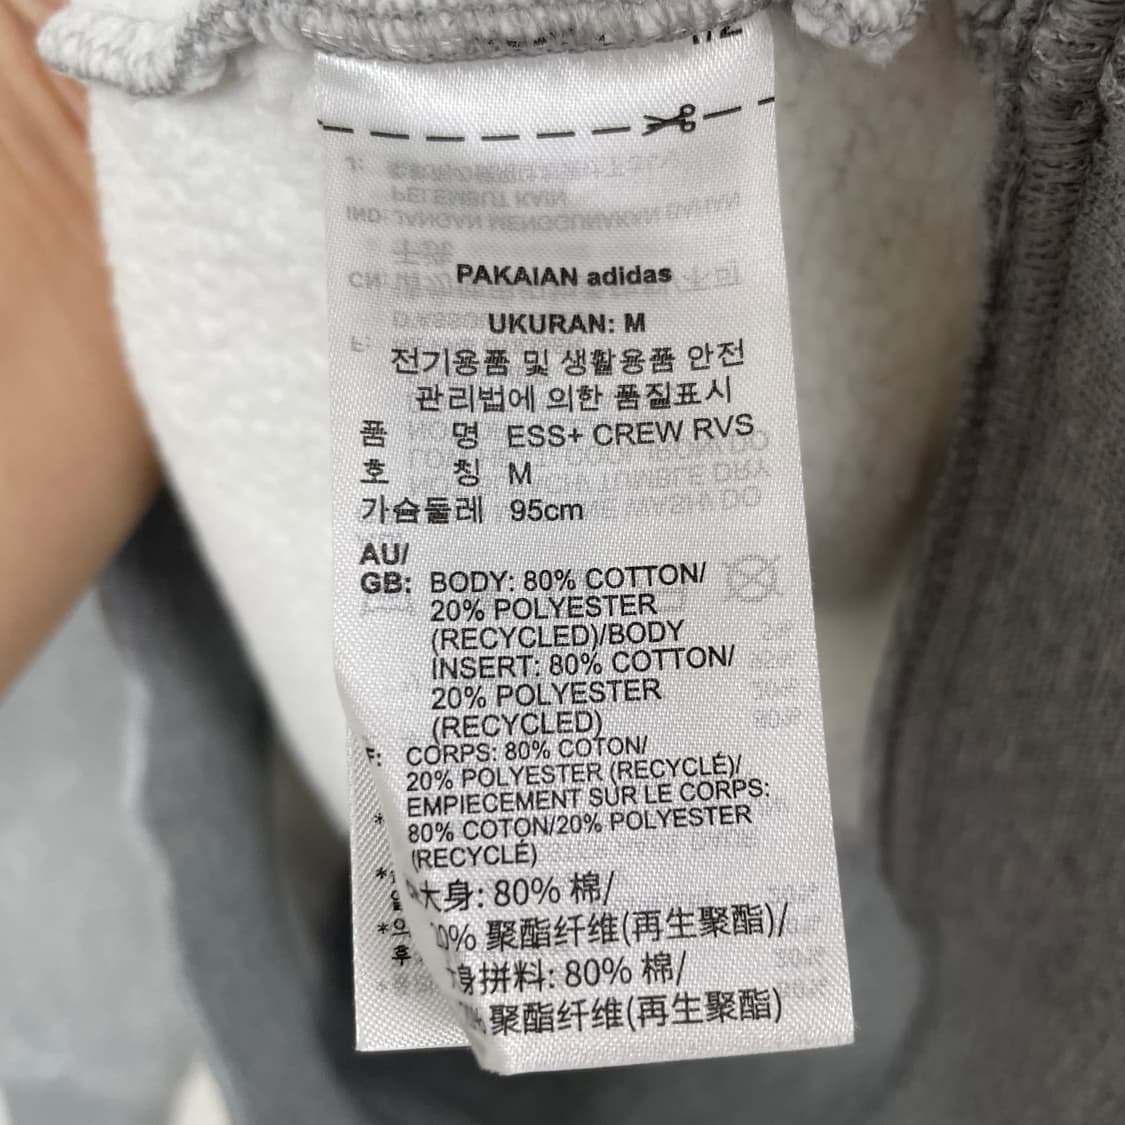 PAKAIAN adidas
UKURAN: M
전기용품 및 생활용품 안전
관리법에 의한 품질표시
품 명 ESS+ CREW RVS
호 칭 M
가슴둘레 95cm
AU/
GB: BODY: 80% COTTON/
20% POLYESTER
(RECYCLED)/BODY
INSERT: 80% COTTON/
20% POLYESTER
(RECYCLED)
F: CORPS: 80% COTON/
20% POLYESTER (RECYCLÉ)/
EMPIECEMENT SUR LE CORPS:
80% COTON/20% POLYESTER
(RECYCLÉ)
大身: 80% 棉/
20% 聚酯纤维(再生聚酯)/
身拼料: 80% 棉/
聚酯纤维(再生聚酯)